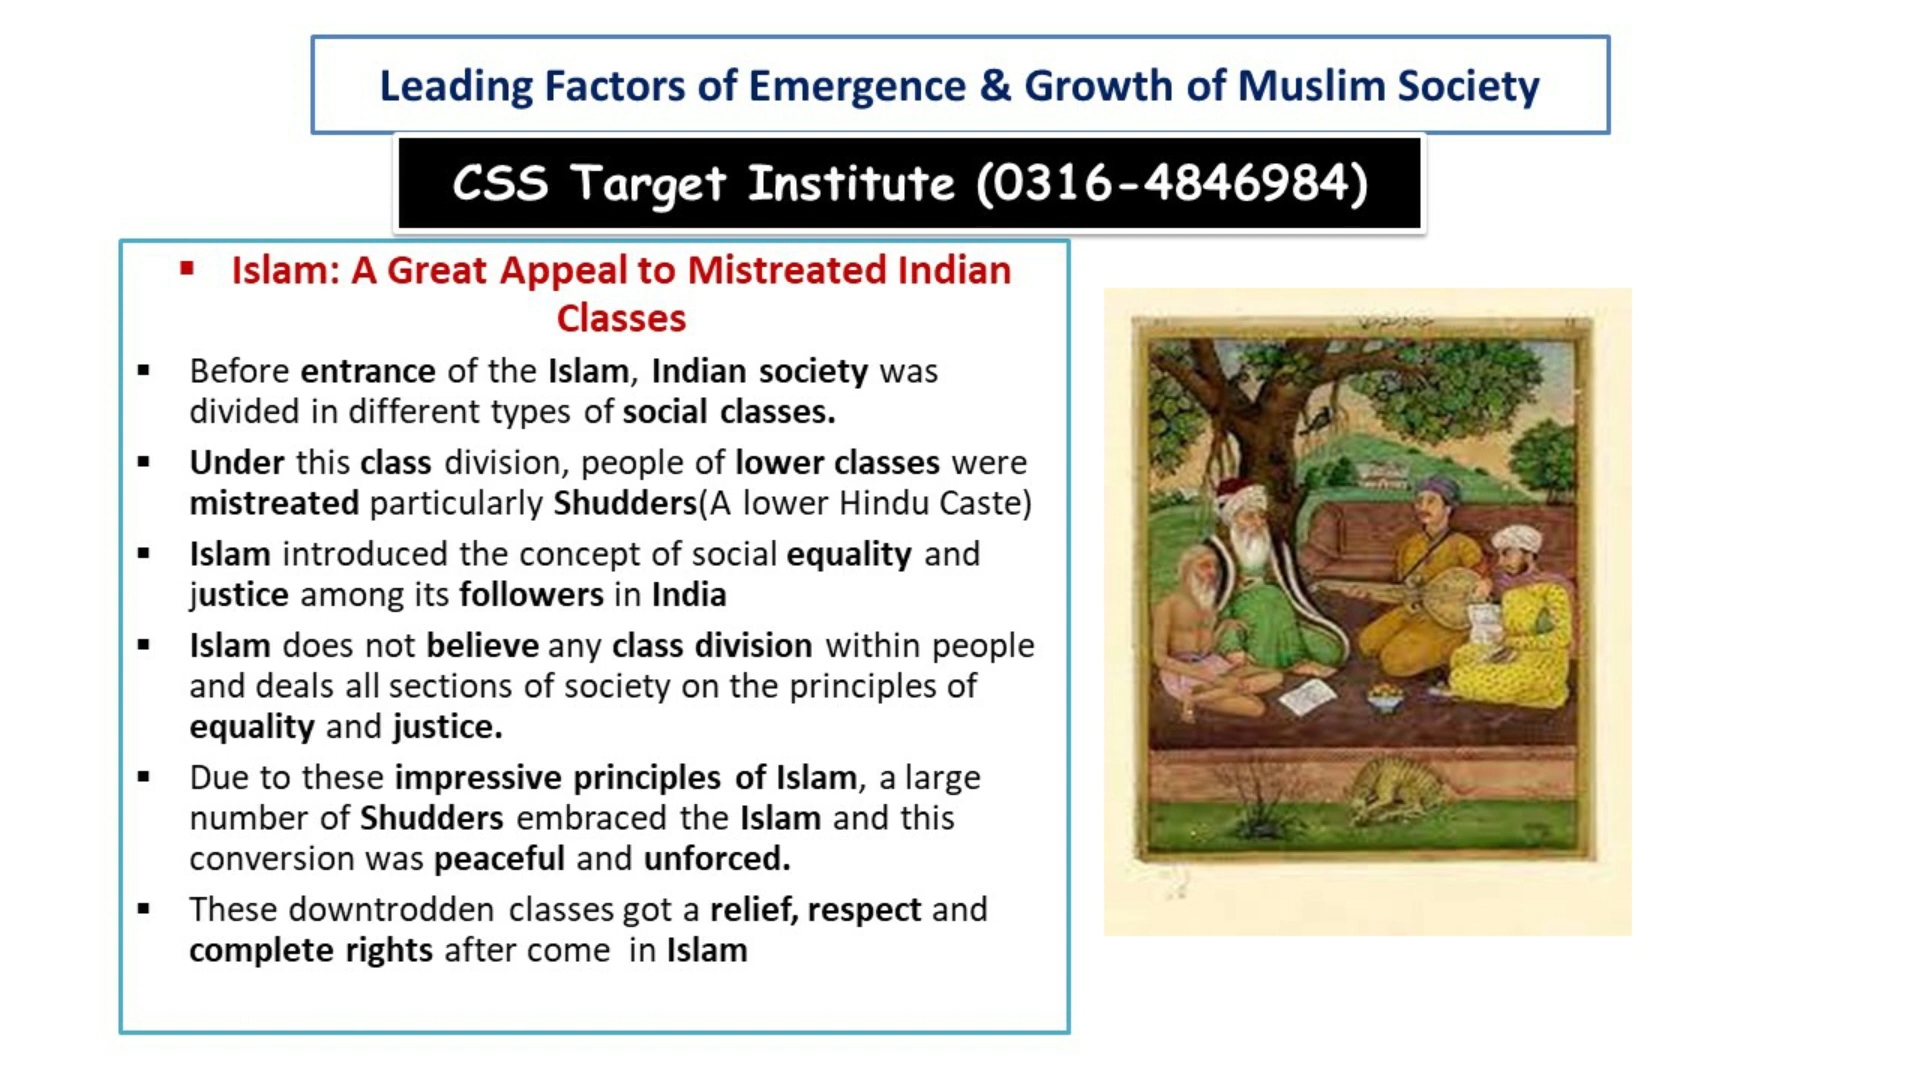 Leading Factors of Emergence & Growth of Muslim Society
CSS Target Institute (0316-4846984)
▪ Islam: A Great Appeal to Mistreated Indian
Classes
▪ Before entrance of the Islam, Indian society was
divided in different types of social classes.
▪ Under this class division, people of lower classes were
mistreated particularly Shudders(A lower Hindu Caste)
▪ Islam introduced the concept of social equality and
justice among its followers in India
▪ Islam does not believe any class division within people
and deals all sections of society on the principles of
equality and justice.
▪ Due to these impressive principles of Islam, a large
number of Shudders embraced the Islam and this
conversion was peaceful and unforced.
▪ These downtrodden classes got a relief, respect and
complete rights after come in Islam